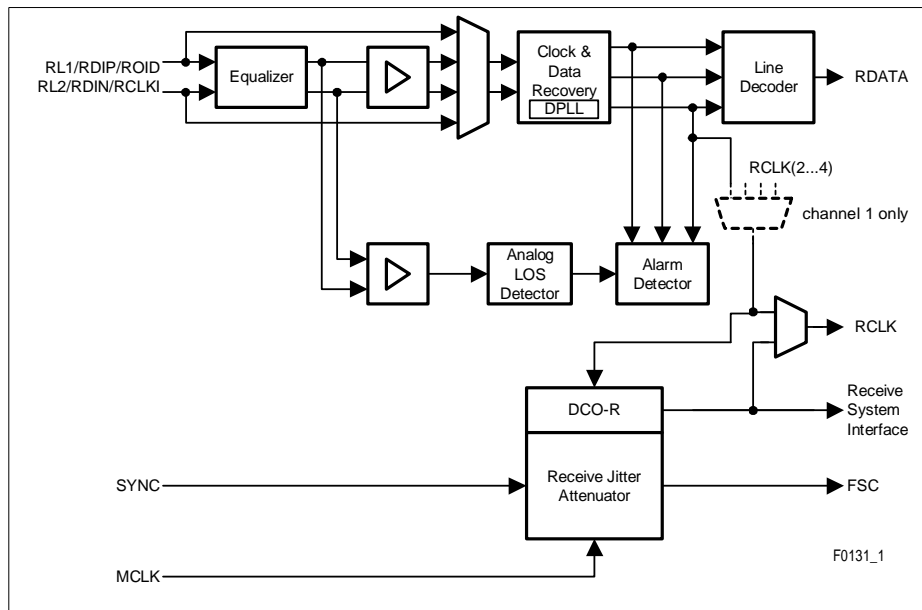 RL1/RDIP/ROID
RL2/RDIN/RCLKI
Equalizer
Clock &
Data
Recovery
DPLL
Line
Decoder
RDATA
RCLK(2...4)
channel 1 only
Analog
LOS
Detector
Alarm
Detector
RCLK
DCO-R
Receive
System
Interface
SYNC
Receive Jitter
Attenuator
FSC
MCLK
F0131_1